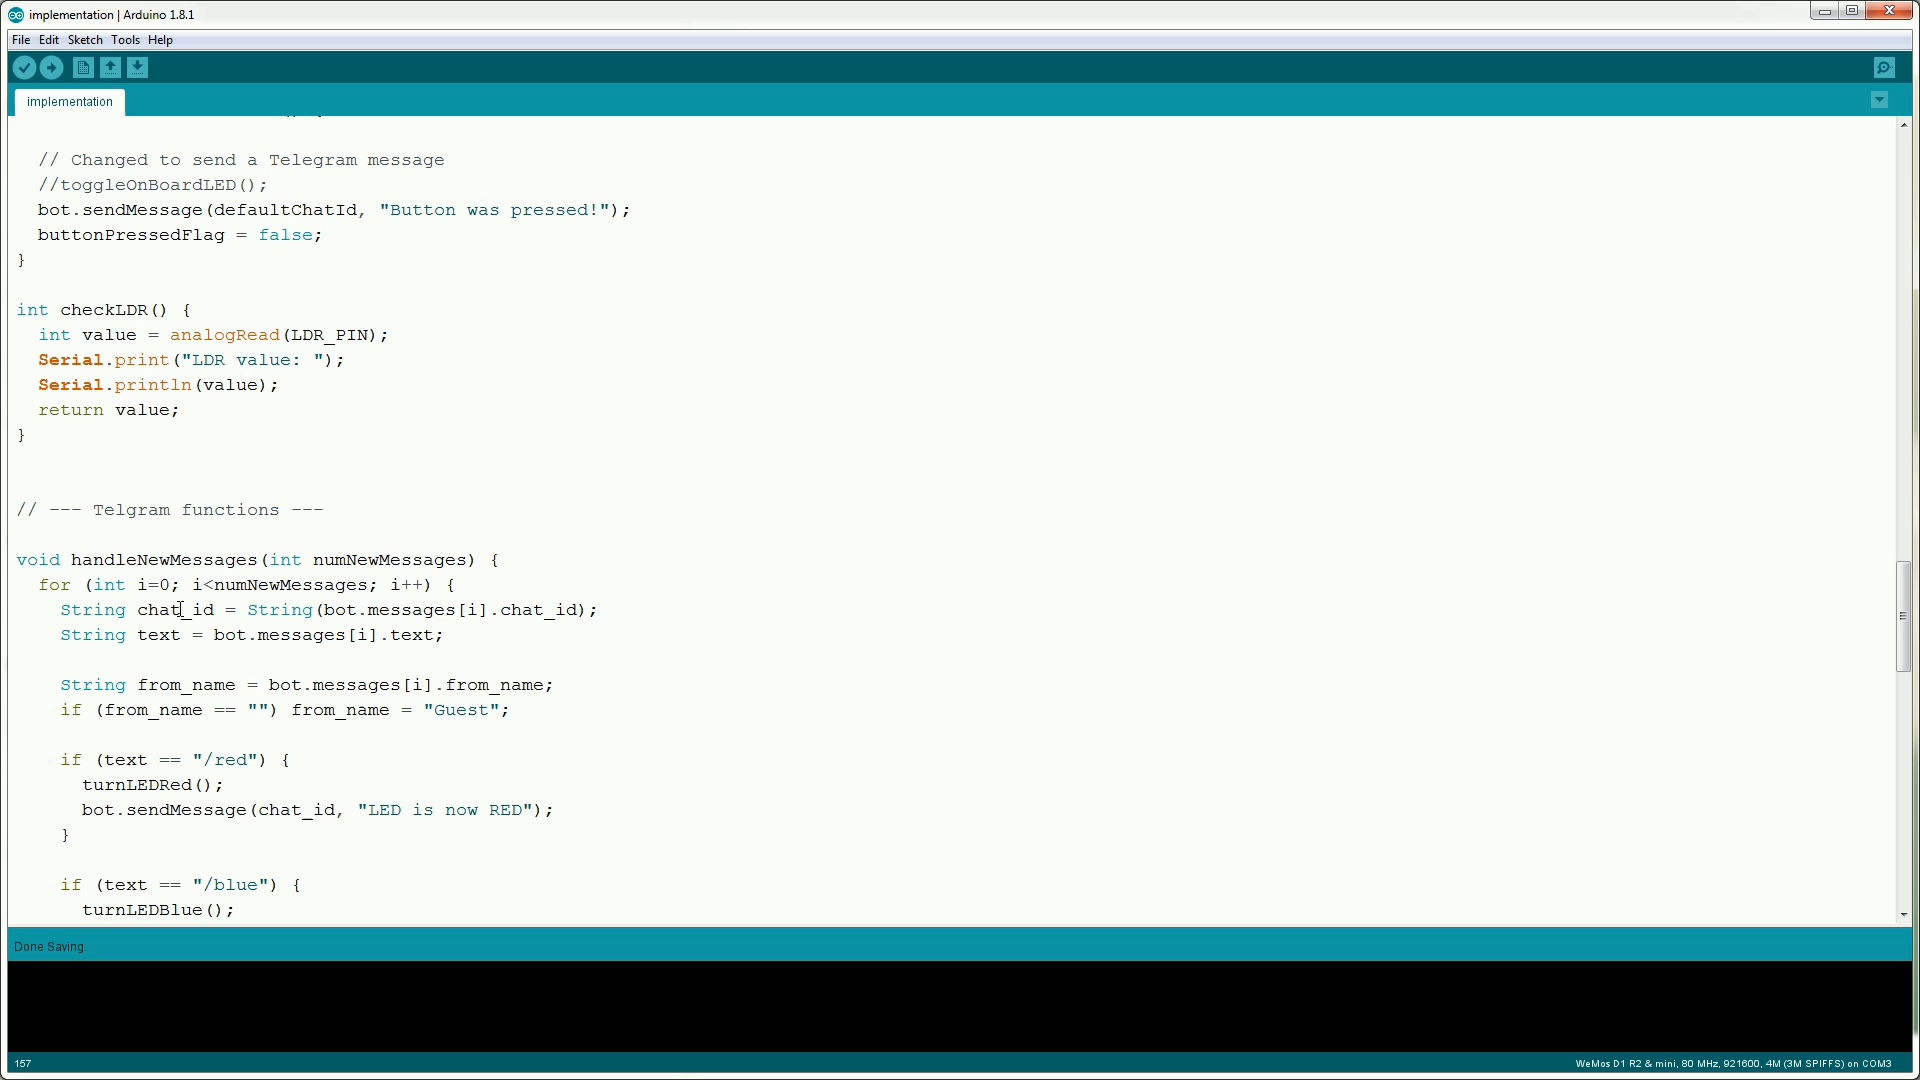 implementation | Arduino 1.8.1
File Edit Sketch Tools Help
implementation
// Changed to send a Telegram message
//toggleOnBoardLED();
bot.sendMessage(defaultChatId, "Button was pressed!");
buttonPressedFlag = false;
}
int checkLDR() {
int value = analogRead(LDR_PIN);
Serial.print("LDR value: ");
Serial.println(value);
return value;
}
// --- Telgram functions ---
void handleNewMessages(int numNewMessages) {
for (int i=0; i<numNewMessages; i++) {
String chat_id = String(bot.messages[i].chat_id);
String text = bot.messages[i].text;
String from_name = bot.messages[i].from_name;
if (from_name == "") from_name = "Guest";
if (text == "/red") {
turnLEDRed();
bot.sendMessage(chat_id, "LED is now RED");
}
if (text == "/blue") {
turnLEDBlue();
Done Saving.
157
WeMos D1 R2 & mini, 80 MHz, 921600, 4M (3M SPIFFS) on COM3